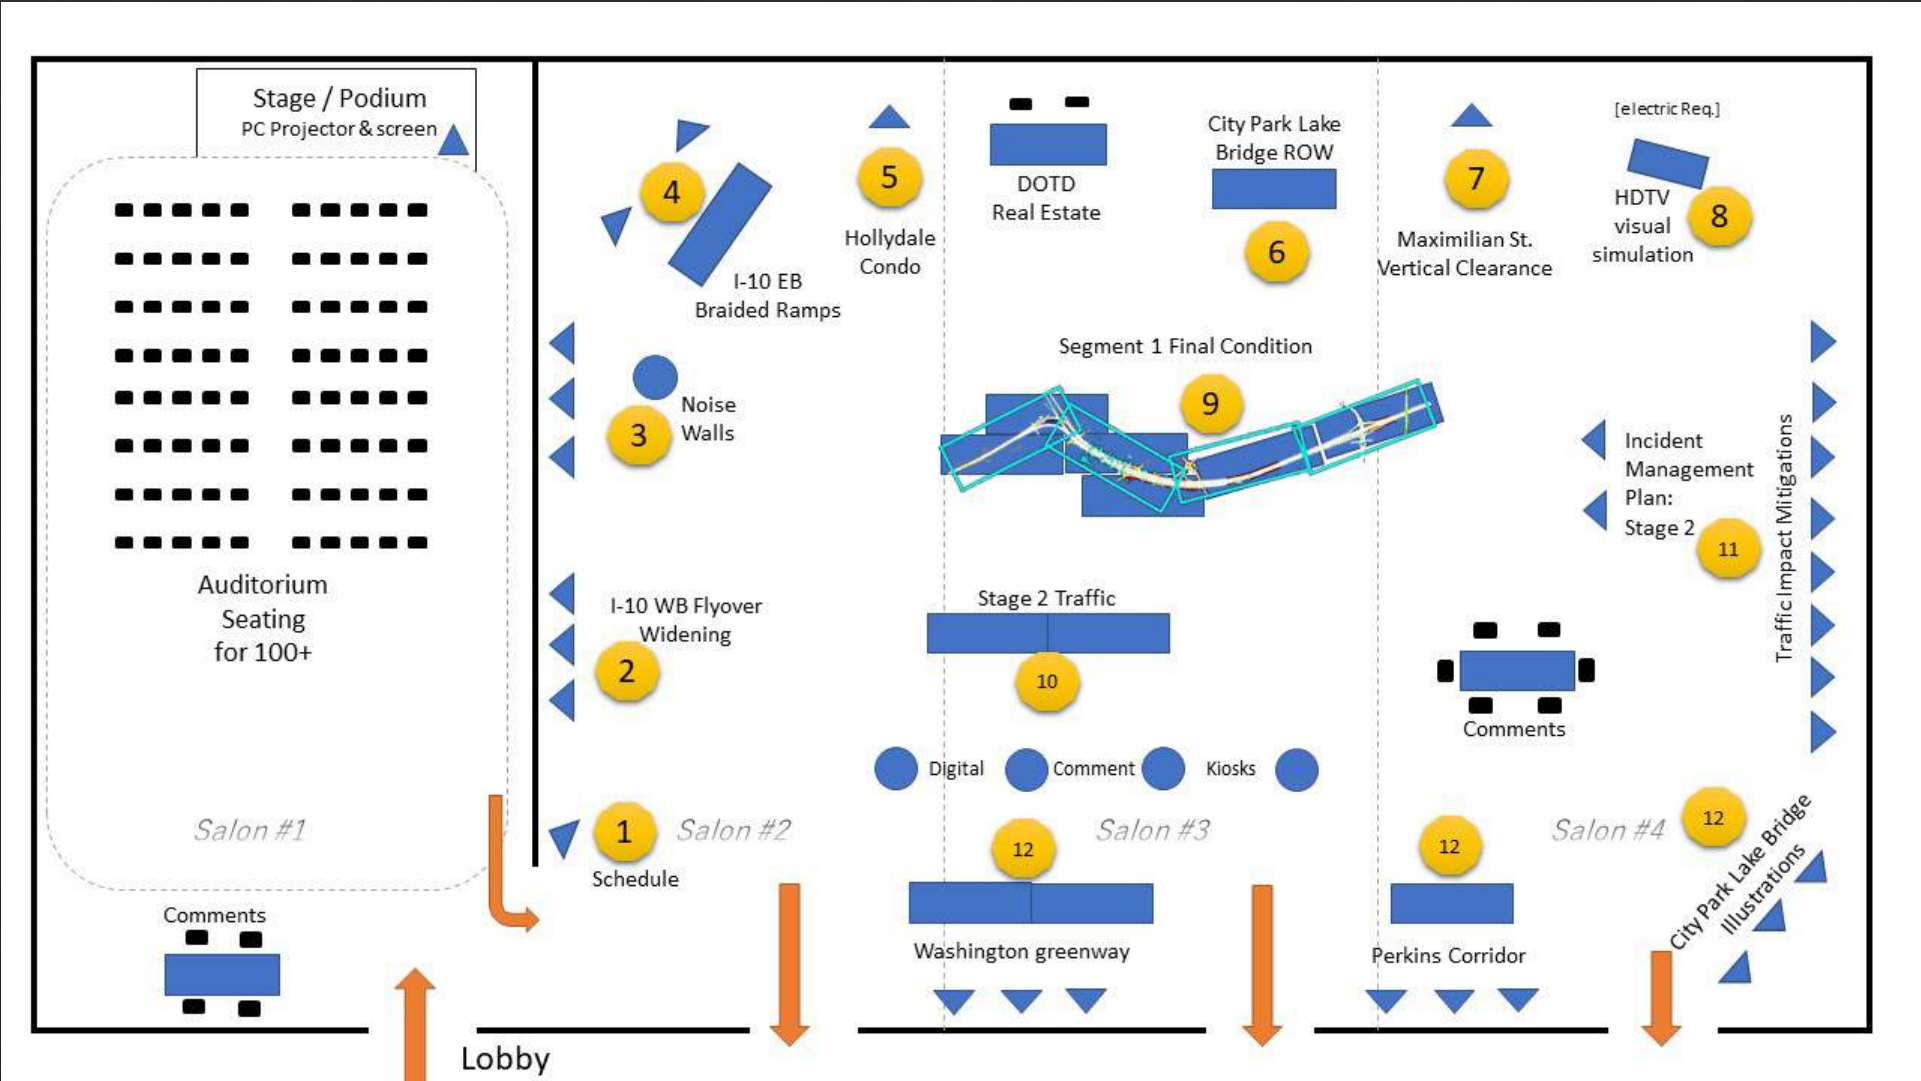 Stage / Podium
PC Projector & screen
Auditorium
Seating
for 100+
Salon #1
Comments
Lobby
4
I-10 EB
Braided Ramps
5
Hollydale
Condo
DOTD
Real Estate
City Park Lake
Bridge ROW
6
7
Maximilian St.
Vertical Clearance
[electric Req.]
HDTV
visual
simulation
8
3
Noise
Walls
Segment 1 Final Condition
9
Incident
Management
Plan:
Stage 2
11
Traffic Impact Mitigations
I-10 WB Flyover
Widening
2
Stage 2 Traffic
10
Comments
Digital Comment Kiosks
1
Schedule
Salon #2
12
Salon #3
Washington greenway
12
Perkins Corridor
Salon #4
12
City Park Lake Bridge
Illustrations